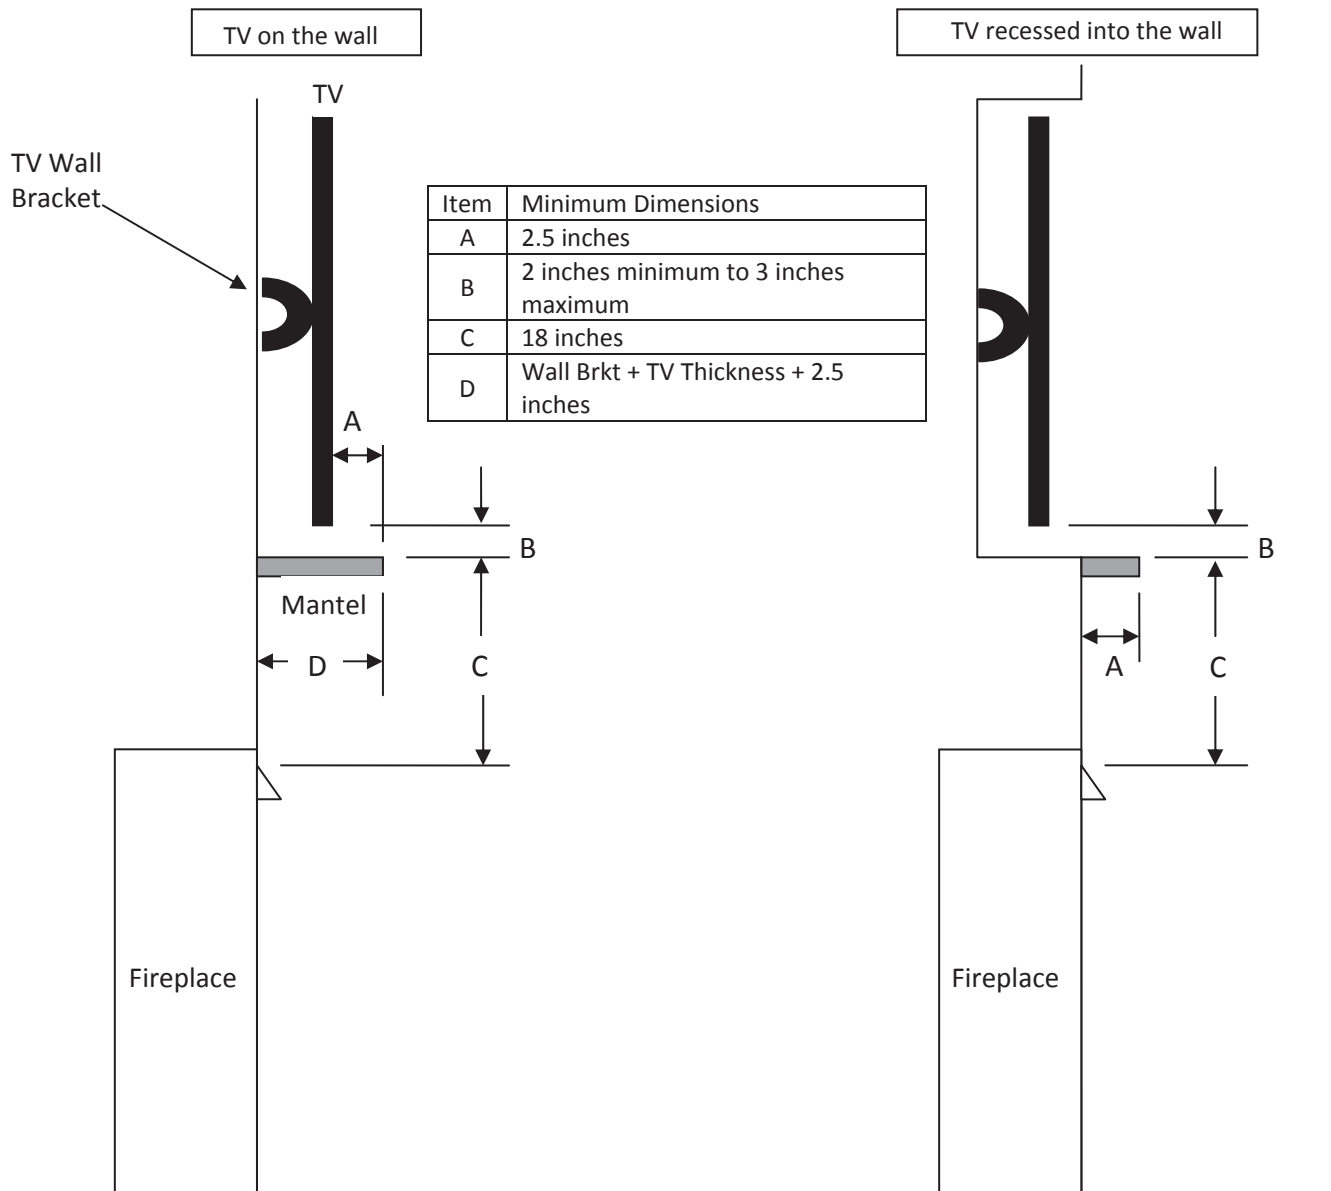 TV on the wall
TV recessed into the wall
TV
TV Wall
Bracket
Item Minimum Dimensions
A 2.5 inches
B 2 inches minimum to 3 inches
maximum
C 18 inches
D Wall Brkt + TV Thickness + 2.5
inches
A
B
Mantel
D
C
B
A
C
Fireplace
Fireplace